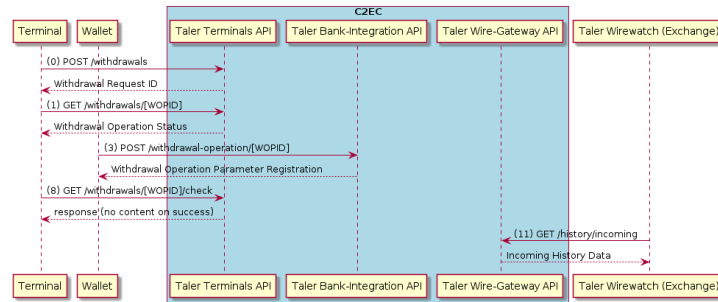 C2EC
Terminal
Wallet
Taler Terminals API
Taler Bank-Integration API
Taler Wire-Gateway API
Taler Wirewatch (Exchange)
(0) POST /withdrawals
Withdrawal Request ID
(1) GET /withdrawals/[WOPID]
Withdrawal Operation Status
(3) POST /withdrawal-operation/[WOPID]
Withdrawal Operation Parameter Registration
(8) GET /withdrawals/[WOPID]/check
response (no content on success)
(11) GET /history/incoming
Incoming History Data
Terminal
Wallet
Taler Terminals API
Taler Bank-Integration API
Taler Wire-Gateway API
Taler Wirewatch (Exchange)